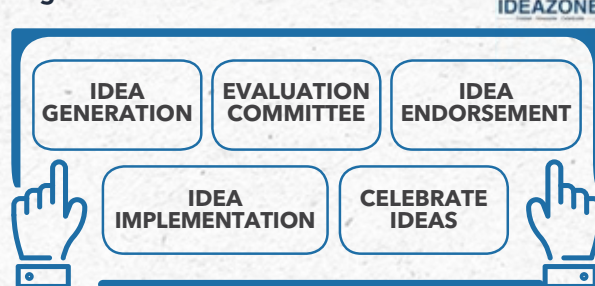 IDEAZONE
IDEA
GENERATION
EVALUATION
COMMITTEE
IDEA
ENDORSEMENT
IDEA
IMPLEMENTATION
CELEBRATE
IDEAS